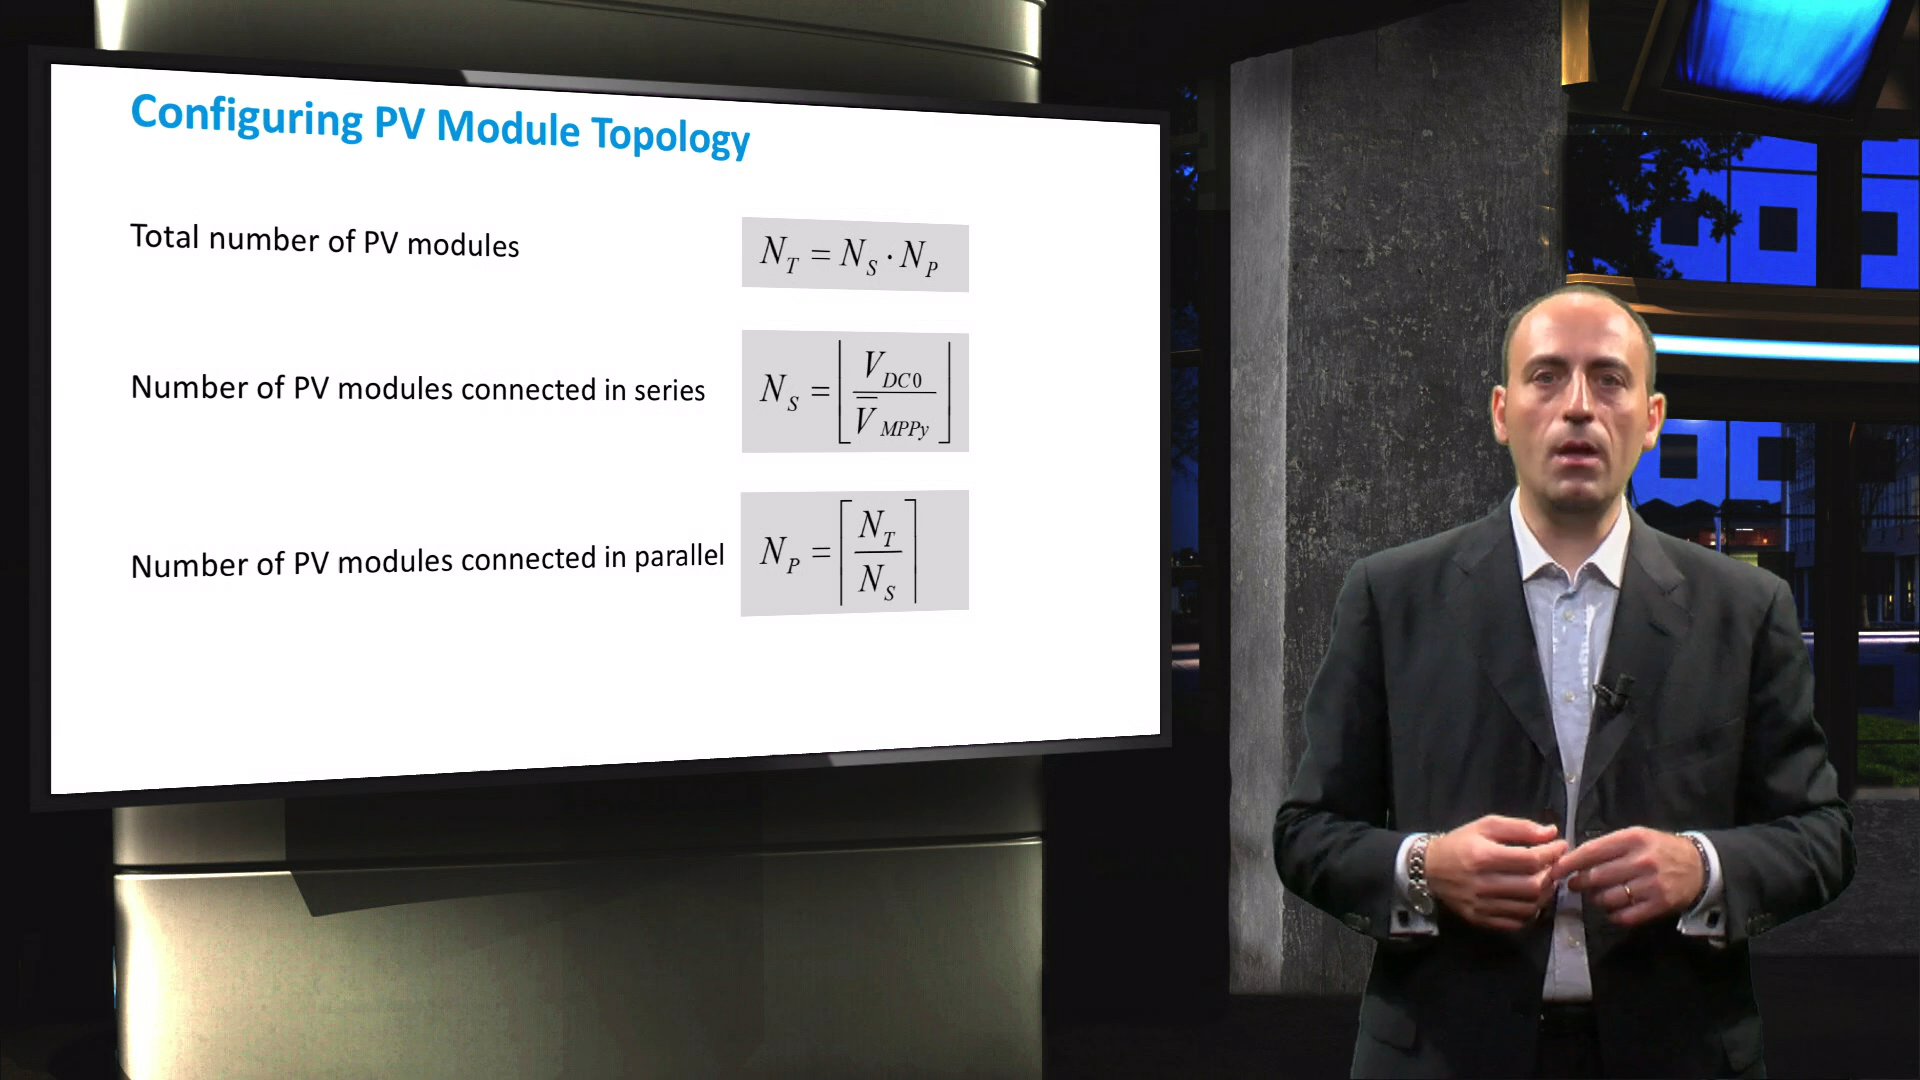 Configuring PV Module Topology
Total number of PV modules
N_T = N_S · N_P
Number of PV modules connected in series
N_S = ⌊ V_DC0 / V̅_MPPy ⌋
Number of PV modules connected in parallel
N_P = ⌈ N_T / N_S ⌉